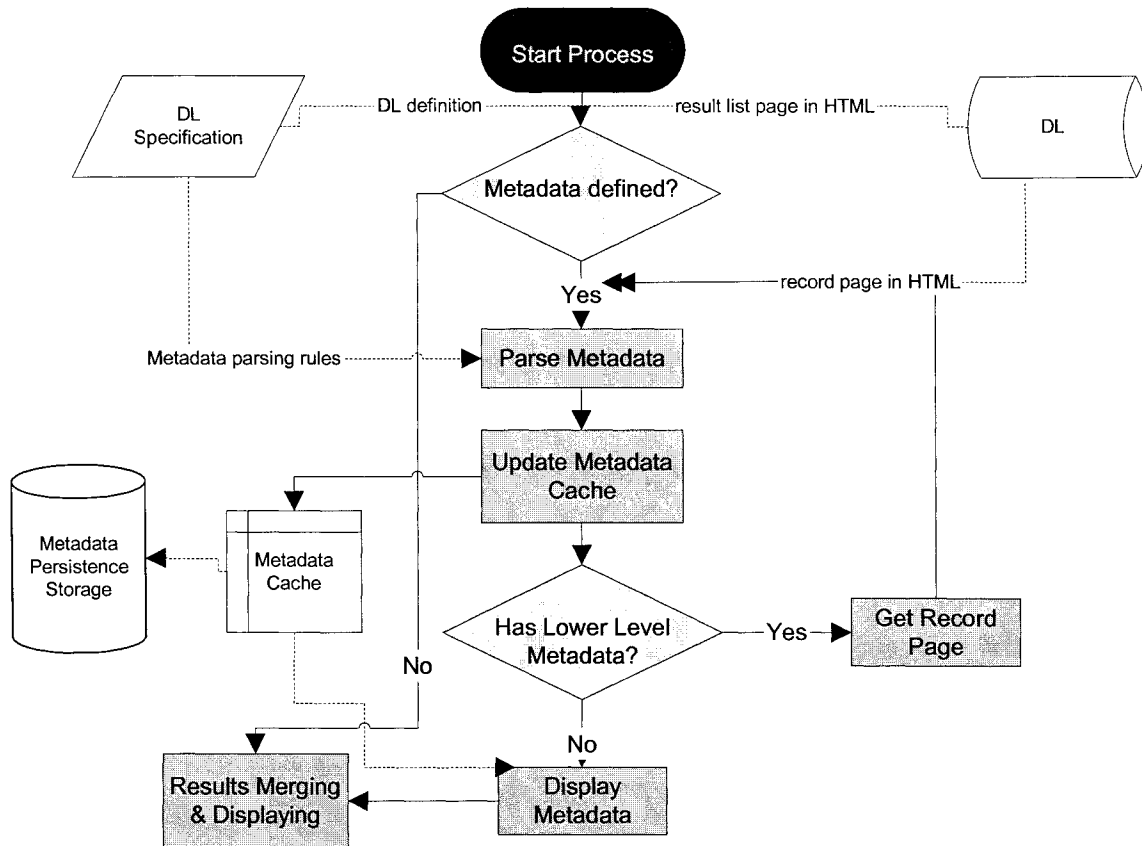 Start Process
DL definition
result list page in HTML
DL
Specification
DL
Metadata defined?
record page in HTML
Yes
Metadata parsing rules
Parse Metadata
Update Metadata
Cache
Metadata
Persistence
Storage
Metadata
Cache
Has Lower Level
Metadata?
Yes
Get Record
Page
No
No
Results Merging
& Displaying
Display
Metadata